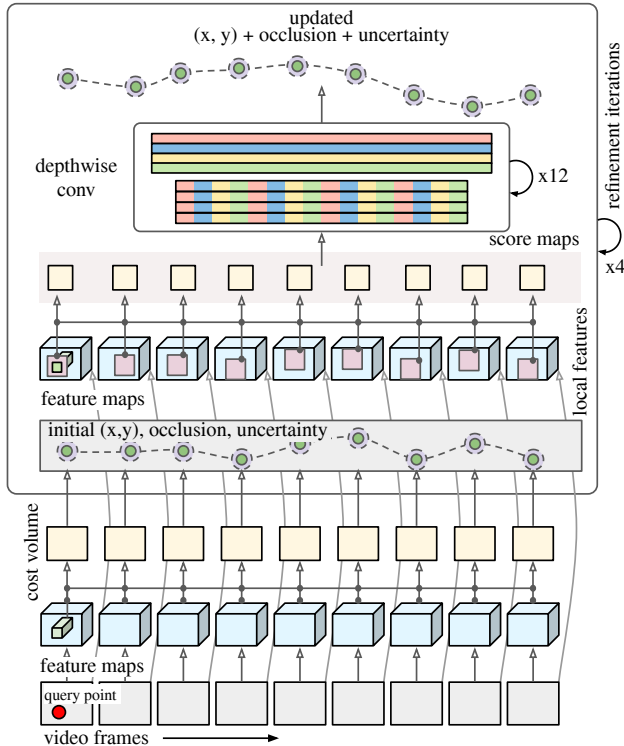 updated
(x, y) + occlusion + uncertainty
depthwise
conv
x12
refinement iterations
x4
score maps
local features
feature maps
initial (x,y), occlusion, uncertainty
cost volume
feature maps
query point
video frames